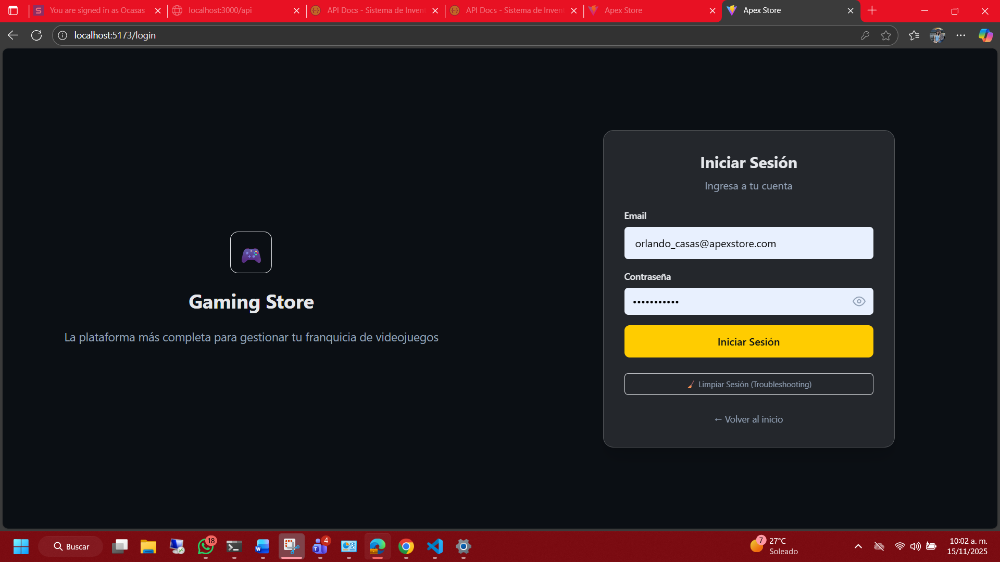 You are signed in as Ocasas
localhost:3000/api
API Docs - Sistema de Invent
API Docs - Sistema de Invent
Apex Store
Apex Store
localhost:5173/login
Iniciar Sesión
Ingresa a tu cuenta
Email
orlando_casas@apexstore.com
Contraseña
•••••••••••
Iniciar Sesión
Limpiar Sesión (Troubleshooting)
← Volver al inicio
Gaming Store
La plataforma más completa para gestionar tu franquicia de videojuegos
Buscar
18
4
7
27°C
Soleado
10:02 a. m.
15/11/2025